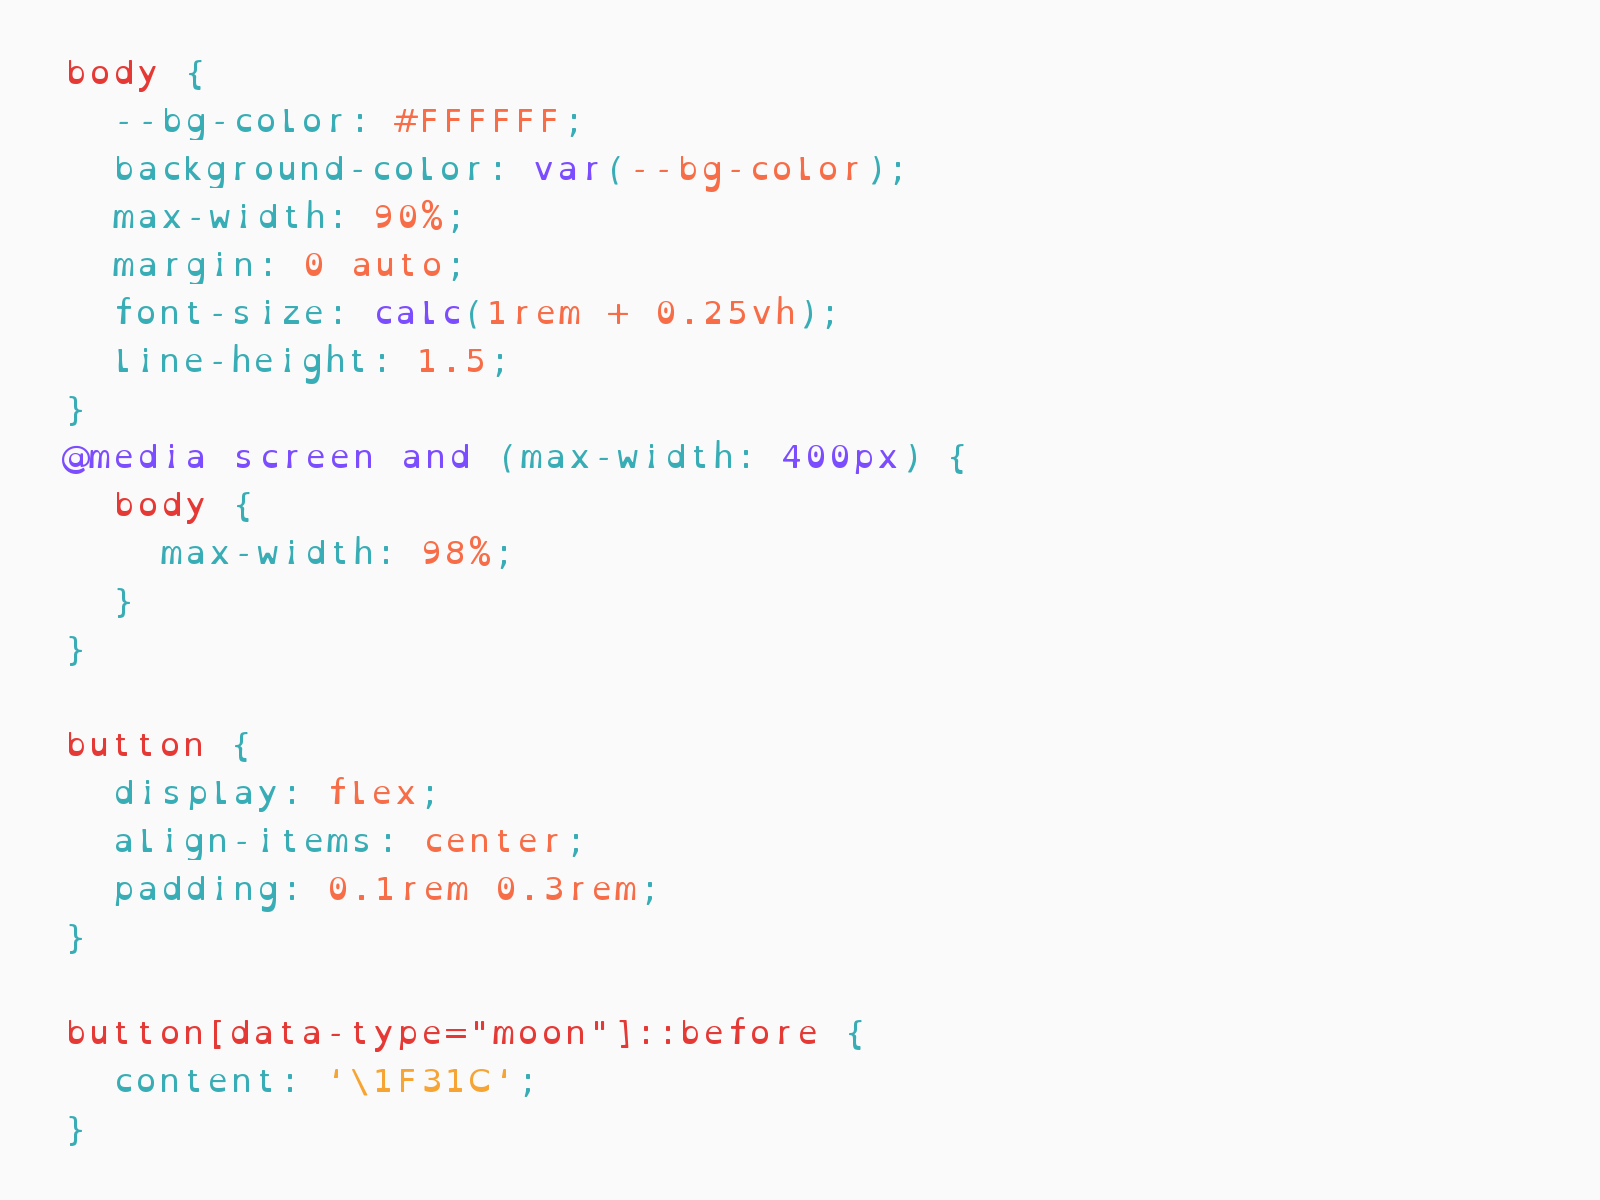 body {
  --bg-color: #FFFFFF;
  background-color: var(--bg-color);
  max-width: 90%;
  margin: 0 auto;
  font-size: calc(1rem + 0.25vh);
  line-height: 1.5;
}
@media screen and (max-width: 400px) {
  body {
    max-width: 98%;
  }
}

button {
  display: flex;
  align-items: center;
  padding: 0.1rem 0.3rem;
}

button[data-type="moon"]::before {
  content: '\1F31C';
}